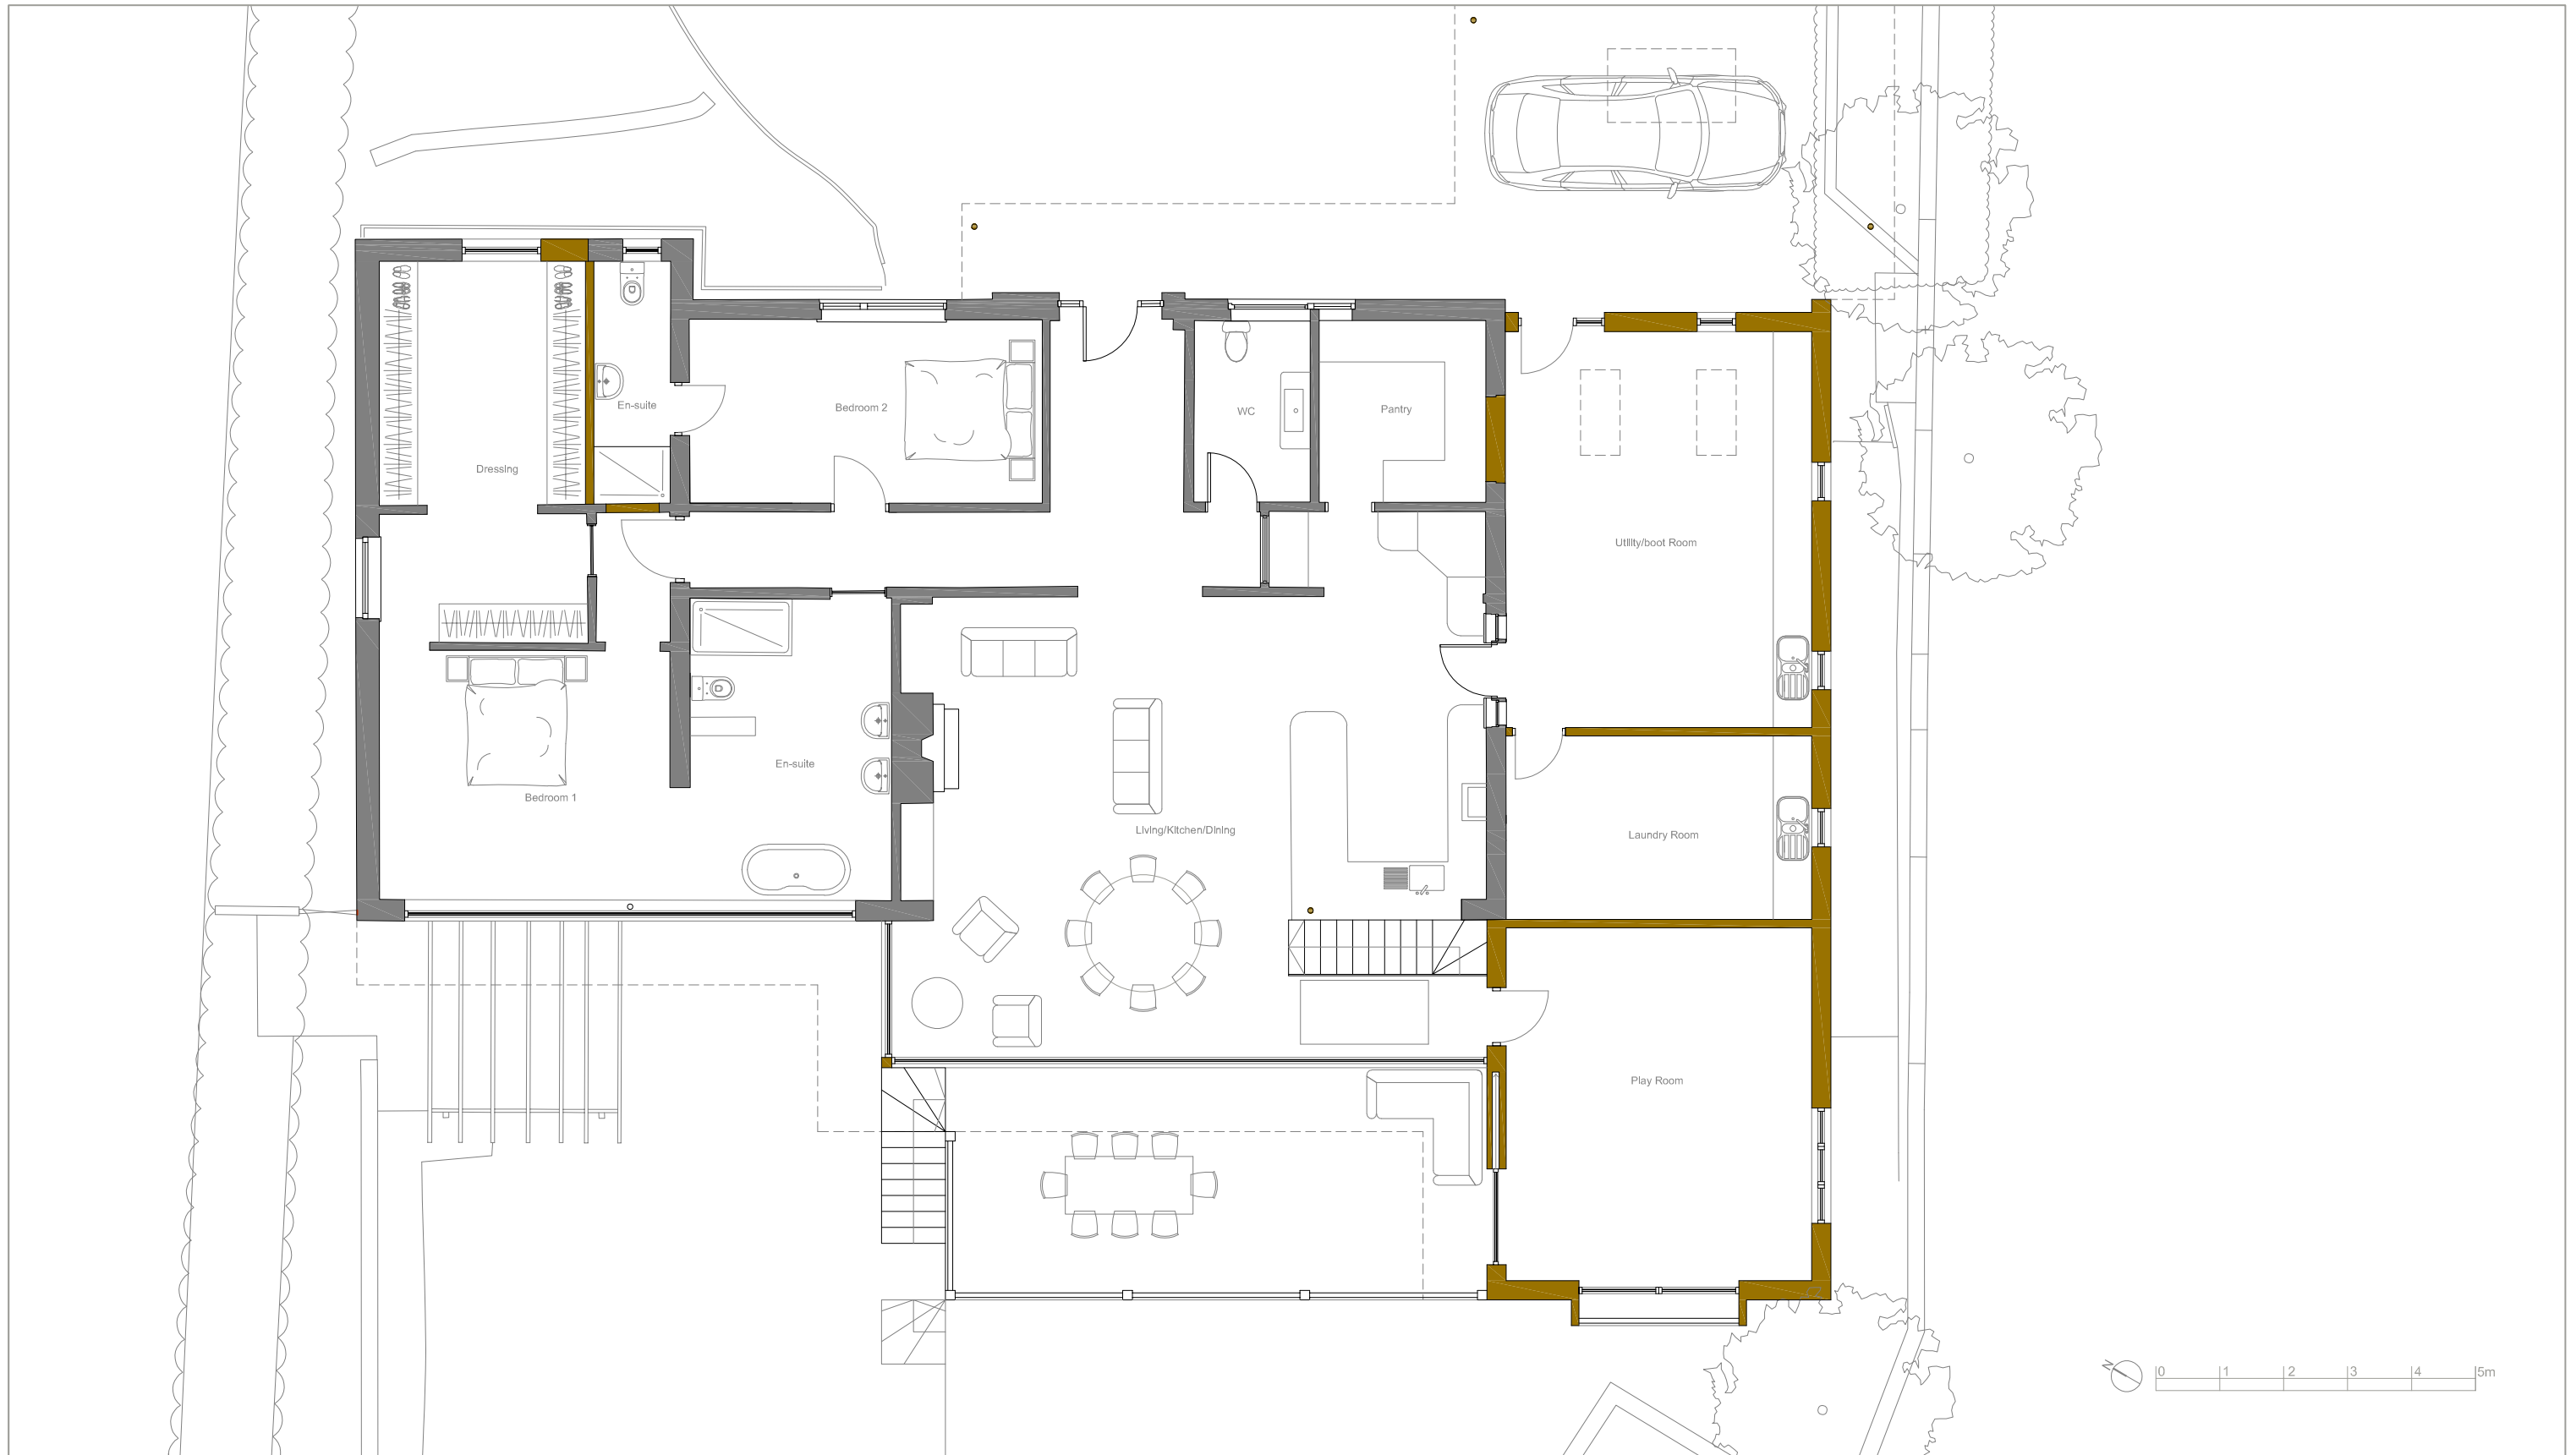 En-suite
Bedroom 2
WC
Pantry
Dressing
Utility/boot Room
En-suite
Bedroom 1
Living/Kitchen/Dining
Laundry Room
Play Room
N
0 1 2 3 4 5m